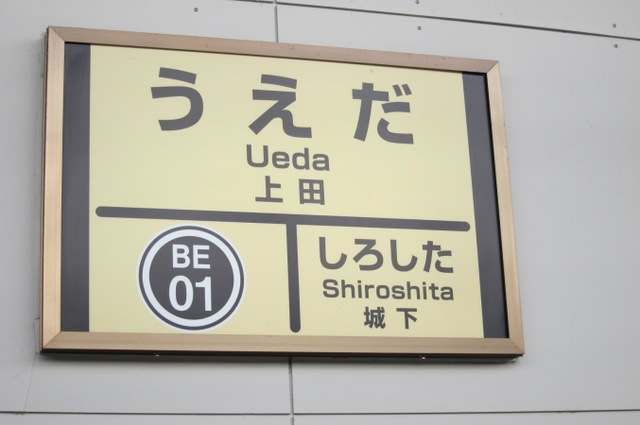 うえだ
Ueda
上田
BE
01
しろした
Shiroshita
城下